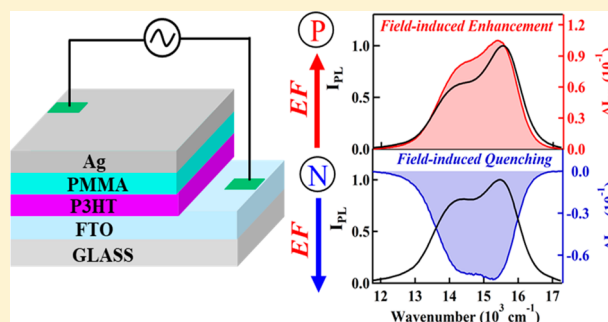 P
EF
N
EF
Ag
PMMA
P3HT
FTO
GLASS
Field-induced Enhancement
1.0
0.5
0.0
I_PL
1.2
0.9
0.6
0.3
0.0
Field-induced Quenching
1.0
0.5
0.0
I_PL
0.0
-0.3
-0.6
12 13 14 15 16 17
Wavenumber (10³ cm⁻¹)